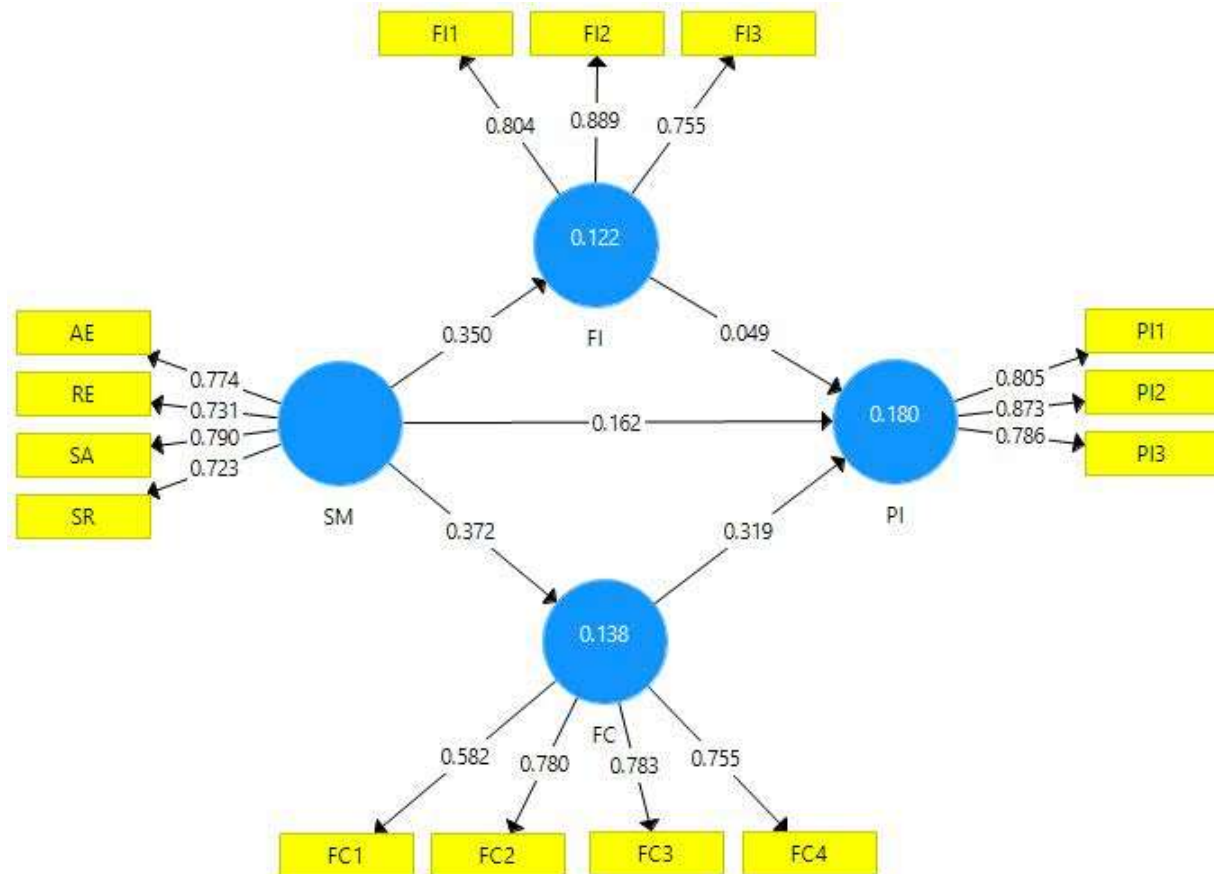 FI1 FI2 FI3
0.804 0.889 0.755
0.122
FI
AE
RE
SA
SR
0.774
0.731
0.790
0.723
SM
0.350
0.049
0.162
0.372
0.319
0.180
PI
0.805
0.873
0.786
PI1
PI2
PI3
0.138
FC
0.582 0.780 0.783 0.755
FC1 FC2 FC3 FC4